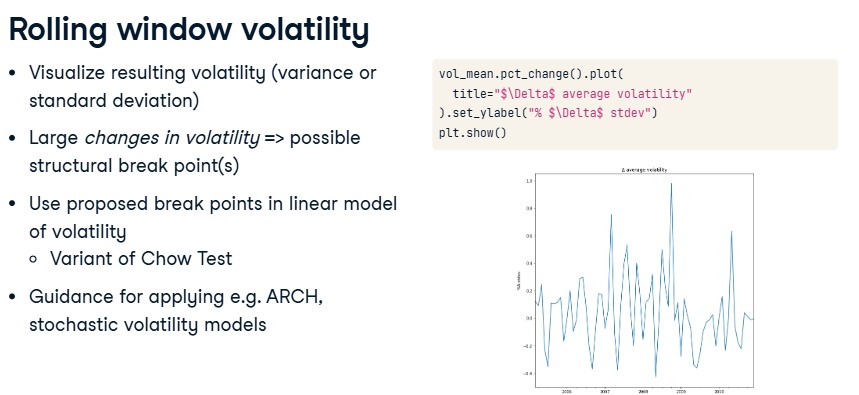 Rolling window volatility
• Visualize resulting volatility (variance or
standard deviation)
• Large changes in volatility => possible
structural break point(s)
• Use proposed break points in linear model
of volatility
○ Variant of Chow Test
• Guidance for applying e.g. ARCH,
stochastic volatility models
vol_mean.pct_change().plot(
title="$\Delta$ average volatility"
).set_ylabel("% $\Delta$ stdev")
plt.show()
Δ average volatility
1.0
0.8
0.6
0.4
0.2
0.0
−0.2
−0.4
% Δ stdev
2006 2007 2008 2009 2010